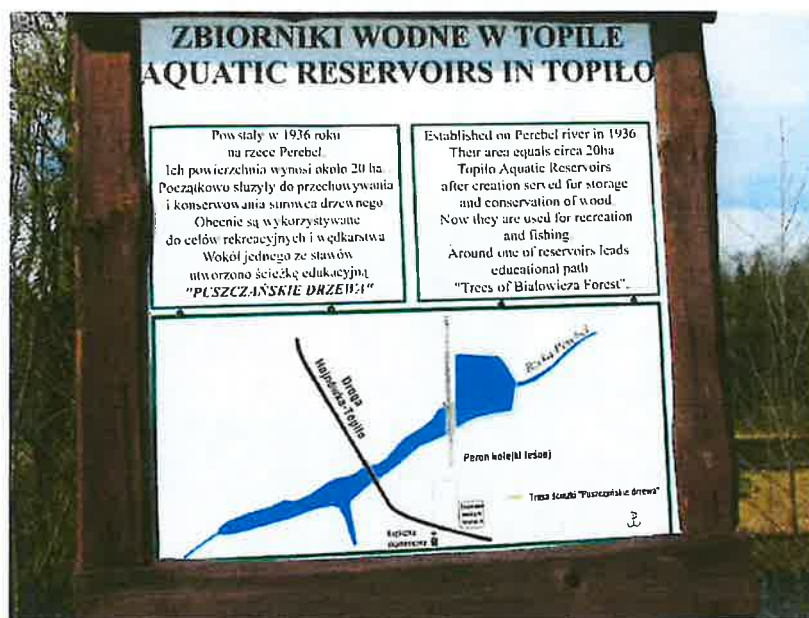 ZBIORNIKI WODNE W TOPILE
AQUATIC RESERVOIRS IN TOPIŁO
Powstały w 1936 roku
na rzece Perebel.
Ich powierzchnia wynosi około 20 ha.
Początkowo służyły do przechowywania
i konserwowania surowca drzewnego.
Obecnie są wykorzystywane
do celów rekreacyjnych i wędkarstwa
Wokół jednego ze stawów
utworzono ścieżkę edukacyjną
"PUSZCZAŃSKIE DRZEWA"
Established on Perebel river in 1936
Their area equals circa 20ha
Topiło Aquatic Reservoirs
after creation served for storage
and conservation of wood.
Now they are used for recreation
and fishing.
Around one of reservoirs leads
educational path
"Trees of Białowieża Forest".
Rzeka Perebel
Droga
Hajnówka-Topiło
Peron kolejki leśnej
Trasa ścieżki "Puszczańskie drzewa"